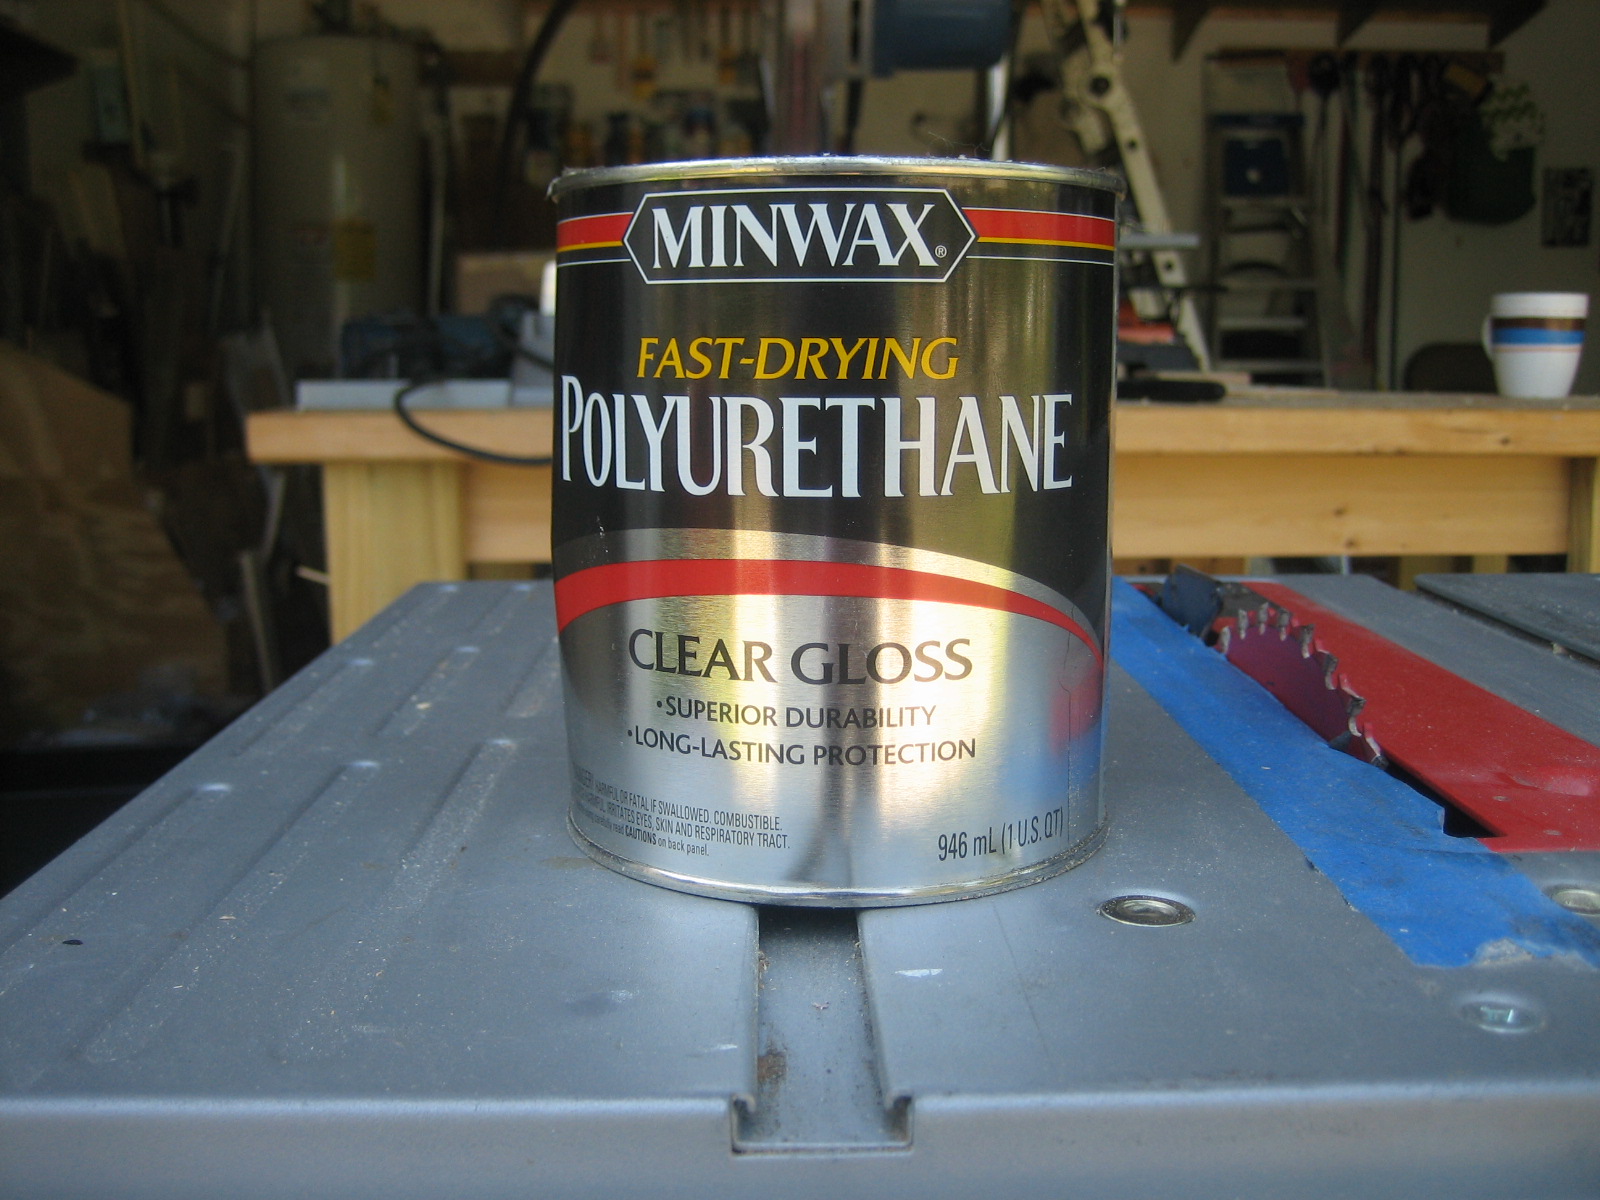 MINWAX®
FAST-DRYING
POLYURETHANE
CLEAR GLOSS
•SUPERIOR DURABILITY
•LONG-LASTING PROTECTION
HARMFUL OR FATAL IF SWALLOWED. COMBUSTIBLE.
IRRITATES EYES, SKIN AND RESPIRATORY TRACT.
read CAUTIONS on back panel.
946 mL (1 U.S. QT)